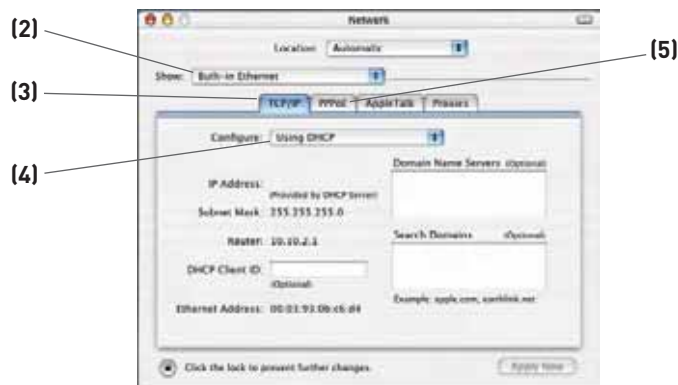 Network
(2)
Location: Automatic
(5)
Show: Built-in Ethernet
(3)
TCP/IP PPPoE AppleTalk Proxies
Configure: Using DHCP
(4)
Domain Name Servers (Optional)
IP Address:
(Provided by DHCP Server)
Subnet Mask: 255.255.255.0
Router: 10.10.2.1
Search Domains (Optional)
DHCP Client ID:
(Optional)
Example: apple.com, earthlink.net
Ethernet Address: 00:03:93:0b:c6:d4
Click the lock to prevent further changes.
Apply Now